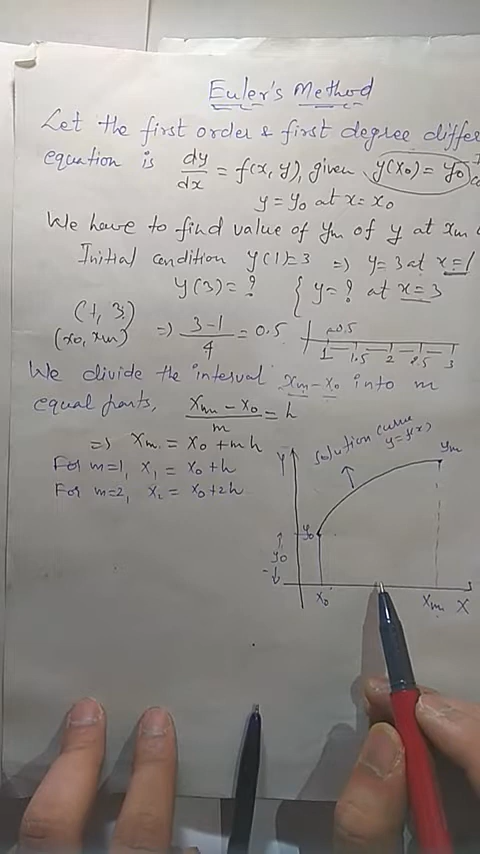 Euler's Method
Let the first order & first degree differ
equation is dy/dx = f(x, y), given y(x₀) = y₀
y = y₀ at x = x₀
We have to find value of yₘ of y at xₘ
Initial condition y(1)=3 => y = 3 at x = 1
y(3) = ? { y = ? at x = 3
(1, 3)
(x₀, xₘ) => 3-1/4 = 0.5
0.5
1 1.5 2 2.5 3
We divide the interval xₘ - x₀ into m
equal parts, xₘ - x₀/m = h
=> xₘ = x₀ + mh
For m=1, x₁ = x₀ + h
For m=2, x₂ = x₀ + 2h
solution curve
y = f(x)
Y
yₘ
y₀
y₀
x₀ xₘ X